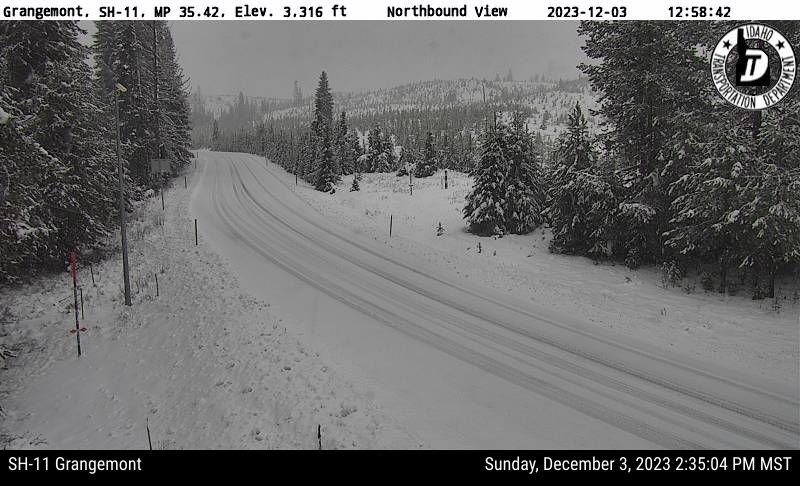 Grangemont, SH-11, MP 35.42, Elev. 3,316 ft Northbound View 2023-12-03 12:58:42
IDAHO
TRANSPORTATION DEPARTMENT
SH-11 Grangemont Sunday, December 3, 2023 2:35:04 PM MST